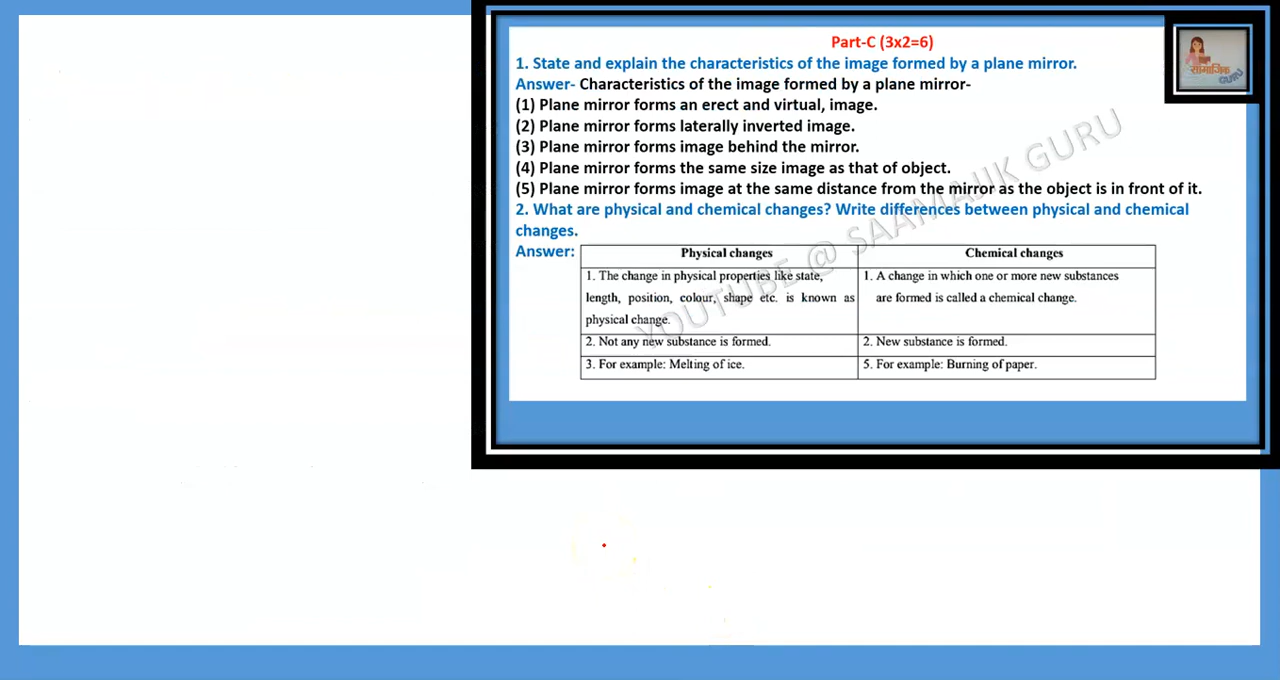 Part-C (3x2=6)
सामाजिक
GURU
1. State and explain the characteristics of the image formed by a plane mirror.
Answer- Characteristics of the image formed by a plane mirror-
(1) Plane mirror forms an erect and virtual, image.
(2) Plane mirror forms laterally inverted image.
(3) Plane mirror forms image behind the mirror.
(4) Plane mirror forms the same size image as that of object.
(5) Plane mirror forms image at the same distance from the mirror as the object is in front of it.
2. What are physical and chemical changes? Write differences between physical and chemical
changes.
Answer:
Physical changes
Chemical changes
1. The change in physical properties like state,
length, position, colour, shape etc. is known as
physical change.
1. A change in which one or more new substances
are formed is called a chemical change.
2. Not any new substance is formed.
2. New substance is formed.
3. For example: Melting of ice.
5. For example: Burning of paper.
YOUTUBE @ SAAMAJIK GURU